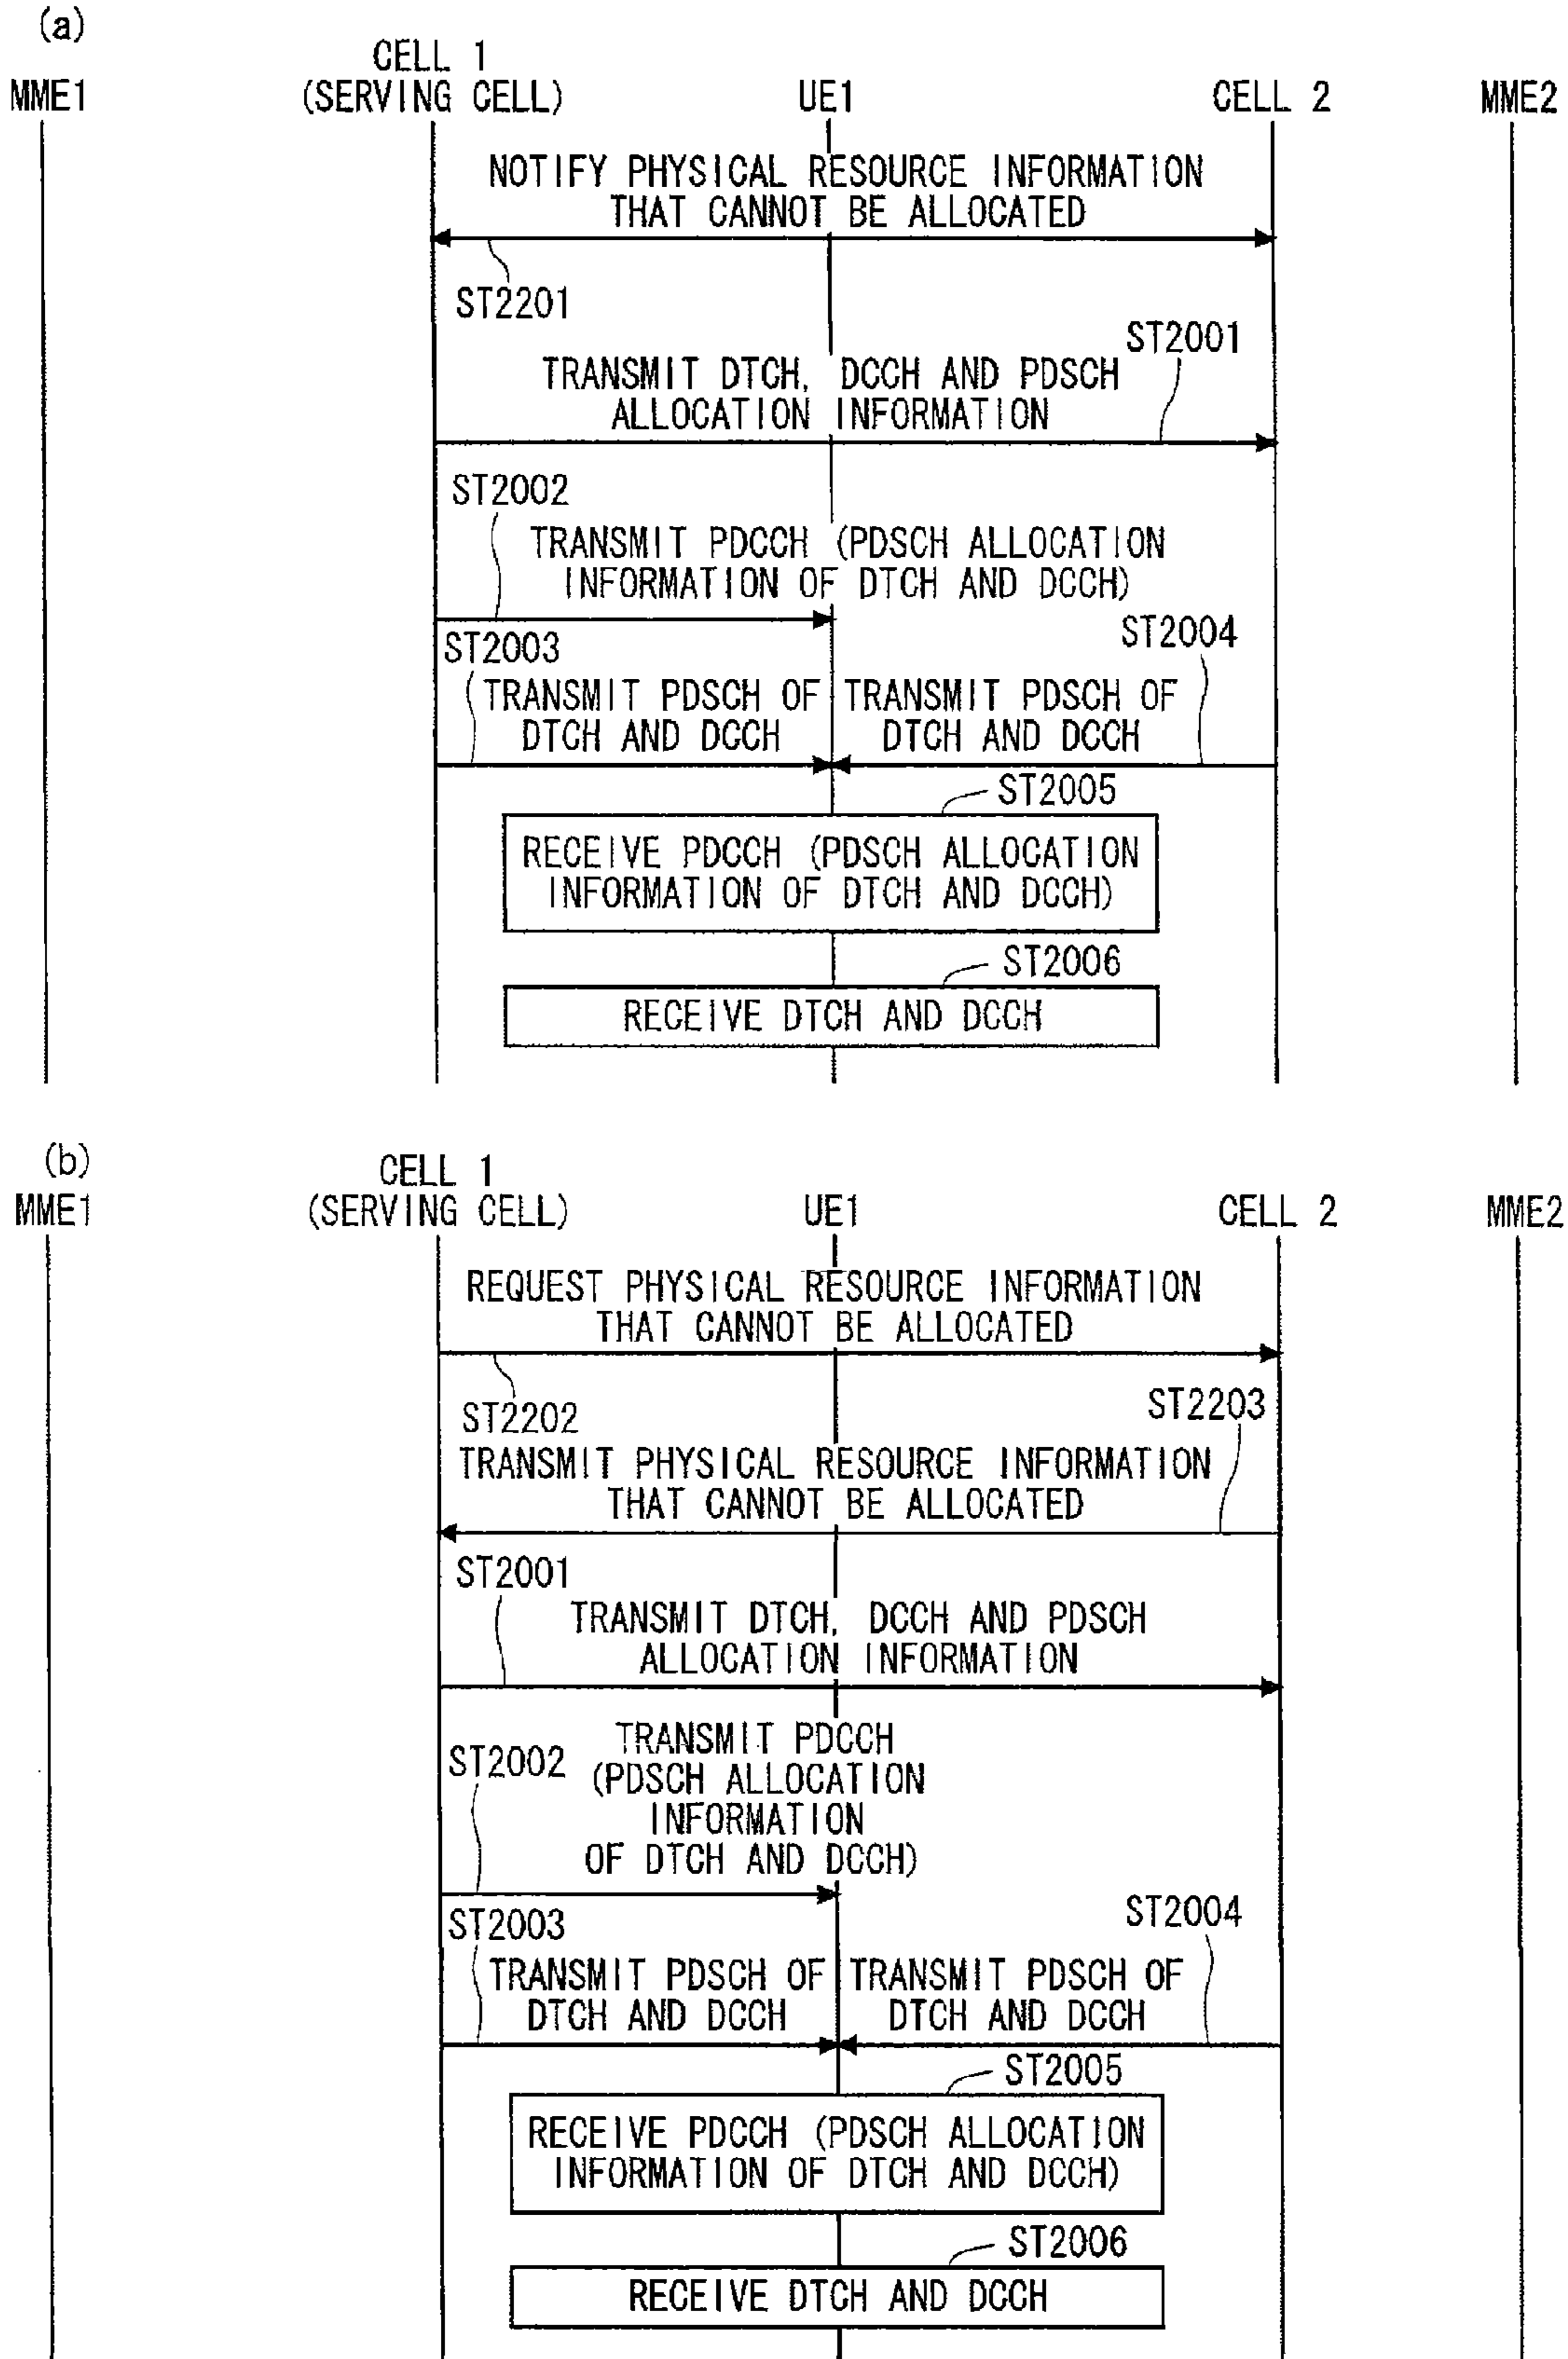 (a)
CELL 1
MME1 (SERVING CELL) UE1 CELL 2 MME2
NOTIFY PHYSICAL RESOURCE INFORMATION
THAT CANNOT BE ALLOCATED
ST2201
ST2001
TRANSMIT DTCH, DCCH AND PDSCH
ALLOCATION INFORMATION
ST2002
TRANSMIT PDCCH (PDSCH ALLOCATION
INFORMATION OF DTCH AND DCCH)
ST2003
ST2004
TRANSMIT PDSCH OF
DTCH AND DCCH
TRANSMIT PDSCH OF
DTCH AND DCCH
ST2005
RECEIVE PDCCH (PDSCH ALLOCATION
INFORMATION OF DTCH AND DCCH)
ST2006
RECEIVE DTCH AND DCCH
(b)
CELL 1
MME1 (SERVING CELL) UE1 CELL 2 MME2
REQUEST PHYSICAL RESOURCE INFORMATION
THAT CANNOT BE ALLOCATED
ST2202
ST2203
TRANSMIT PHYSICAL RESOURCE INFORMATION
THAT CANNOT BE ALLOCATED
ST2001
TRANSMIT DTCH, DCCH AND PDSCH
ALLOCATION INFORMATION
ST2002
TRANSMIT PDCCH
(PDSCH ALLOCATION
INFORMATION
OF DTCH AND DCCH)
ST2003
ST2004
TRANSMIT PDSCH OF
DTCH AND DCCH
TRANSMIT PDSCH OF
DTCH AND DCCH
ST2005
RECEIVE PDCCH (PDSCH ALLOCATION
INFORMATION OF DTCH AND DCCH)
ST2006
RECEIVE DTCH AND DCCH